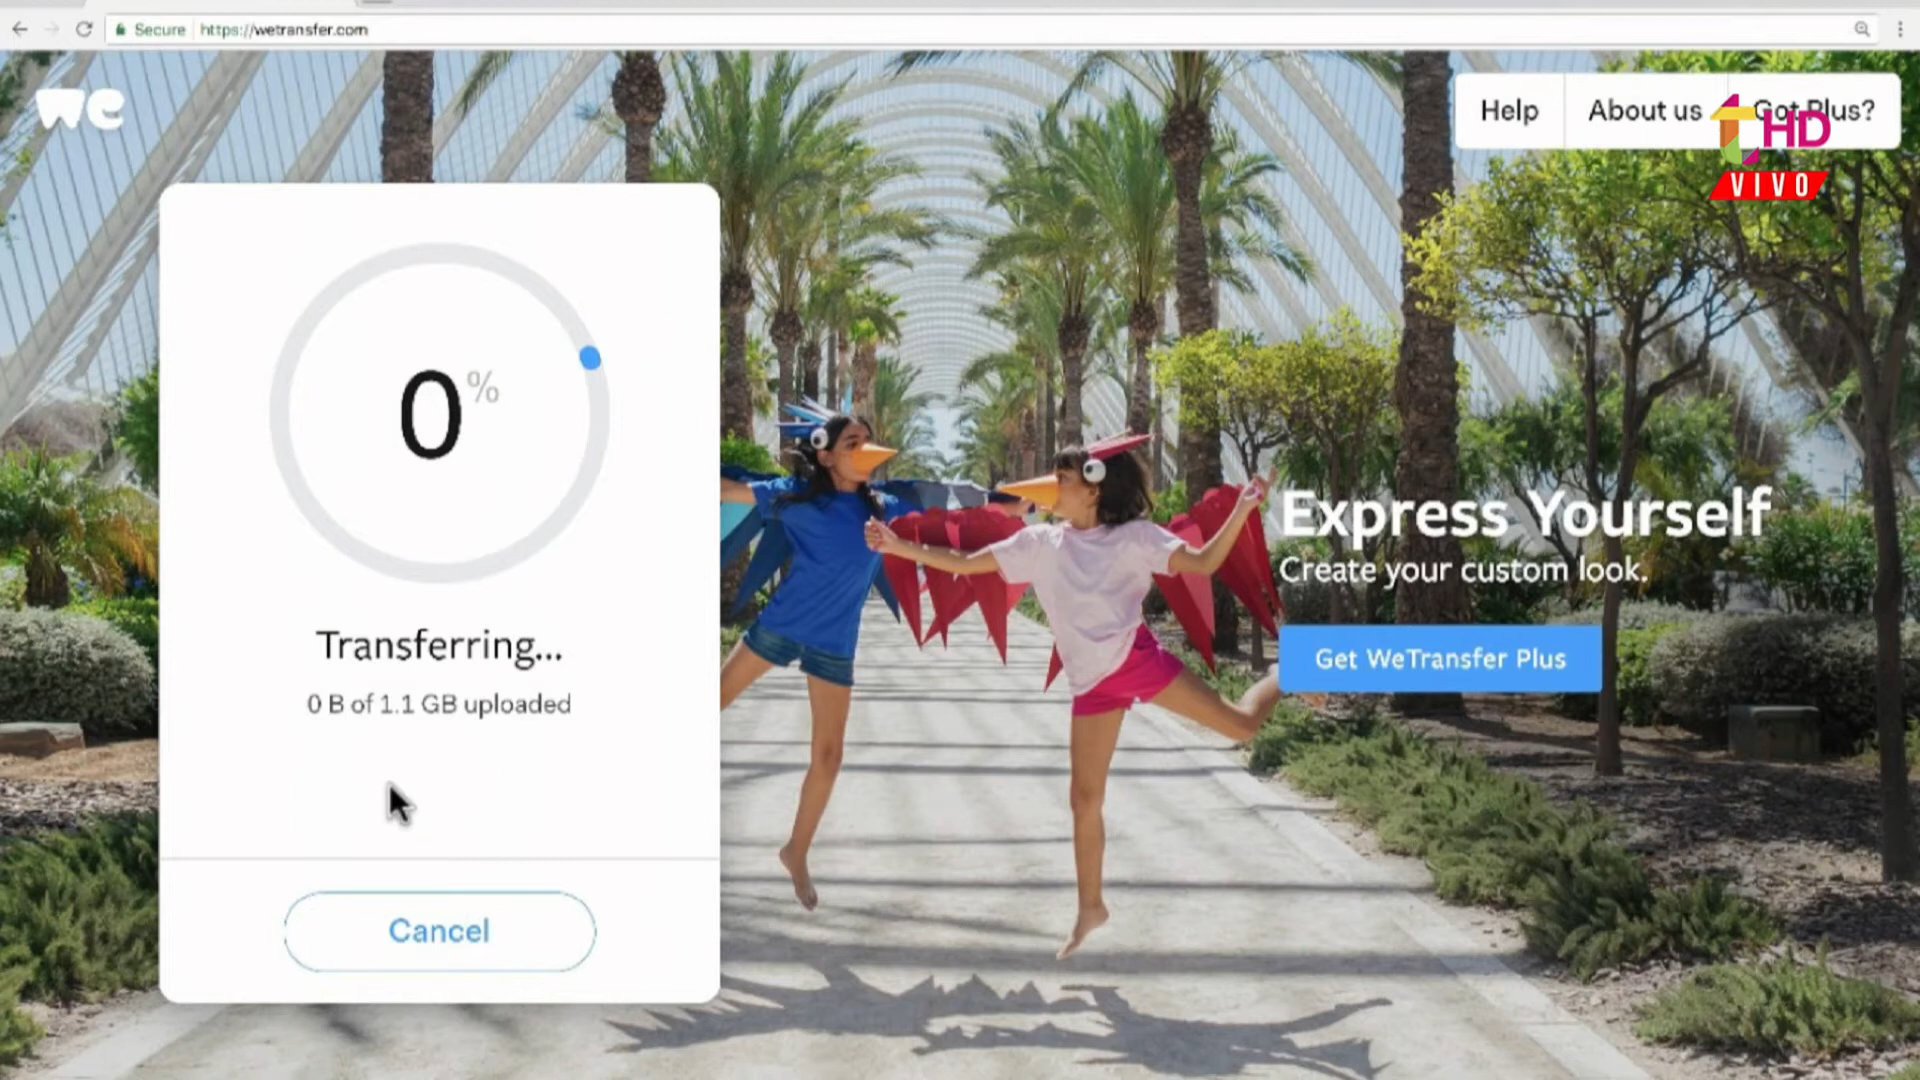 Secure https://wetransfer.com
we
Help About us Got Plus?
tHD
VIVO
0%
Transferring...
0 B of 1.1 GB uploaded
Cancel
Express Yourself
Create your custom look.
Get WeTransfer Plus